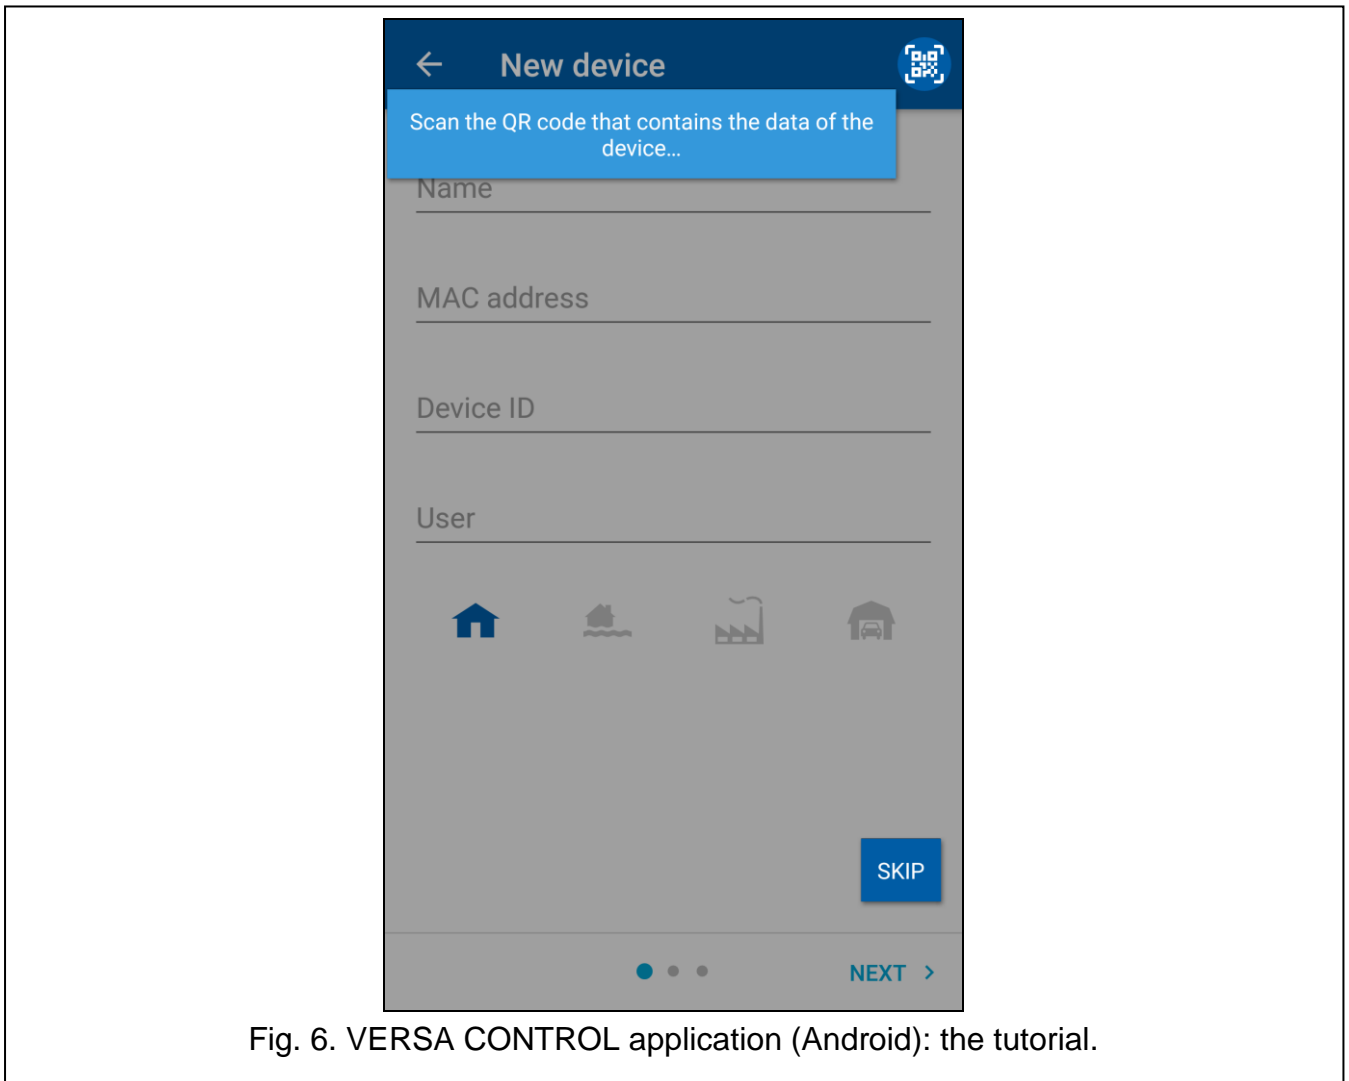 New device
Scan the QR code that contains the data of the
device...
Name
MAC address
Device ID
User
SKIP
NEXT
Fig. 6. VERSA CONTROL application (Android): the tutorial.